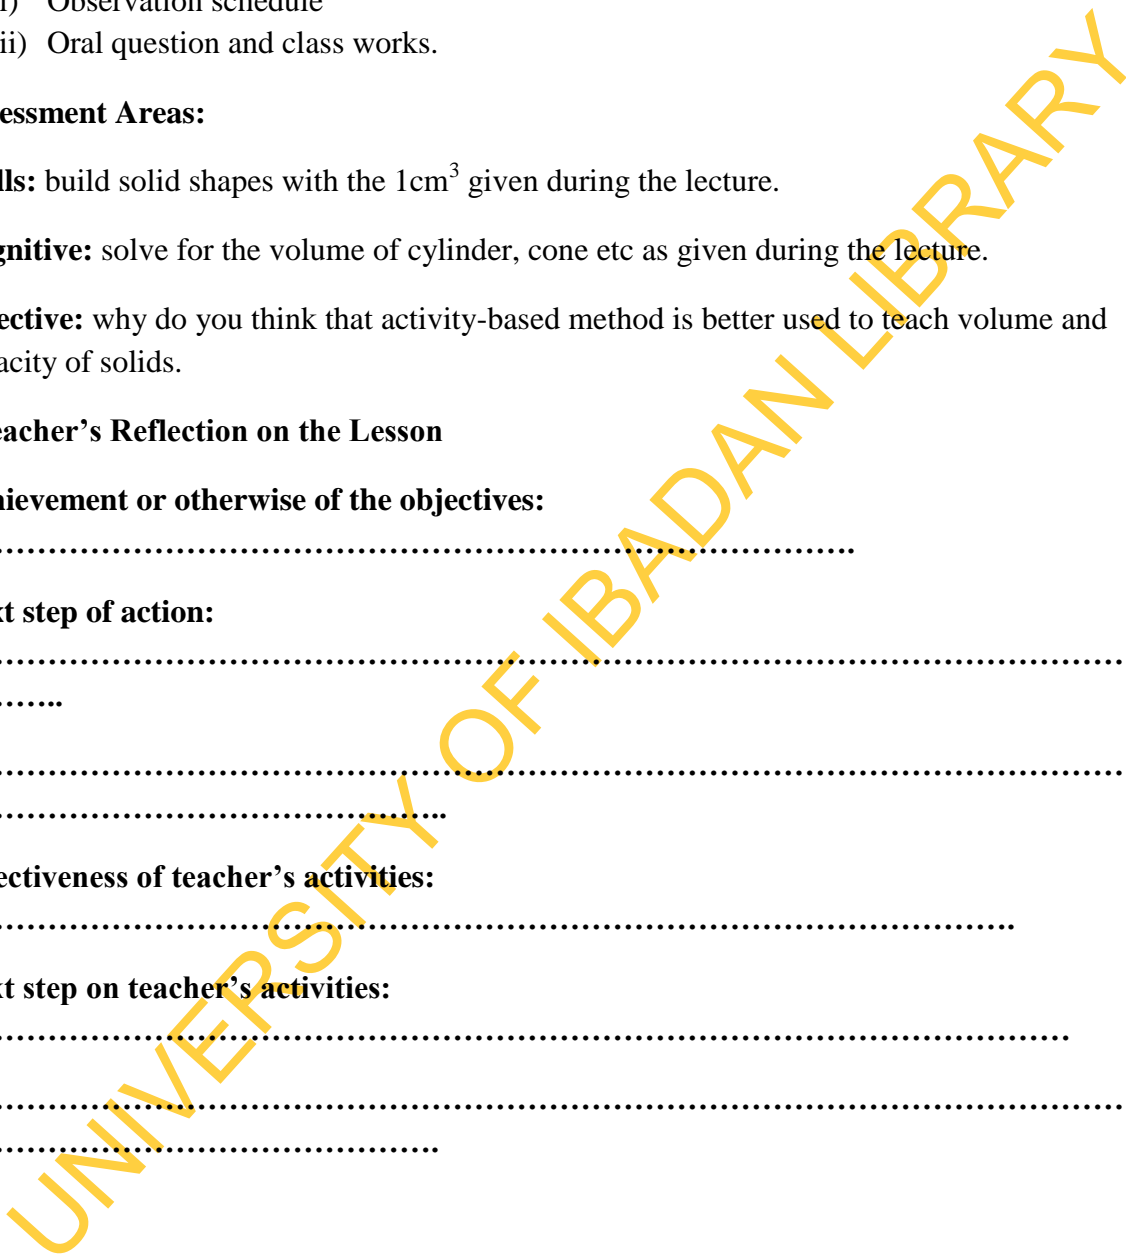 i) Observation schedule
ii) Oral question and class works.
essment Areas:
lls: build solid shapes with the 1cm³ given during the lecture.
gnitive: solve for the volume of cylinder, cone etc as given during the lecture.
ective: why do you think that activity-based method is better used to teach volume and
acity of solids.
eacher’s Reflection on the Lesson
hievement or otherwise of the objectives:
……………………………………………………………………….
xt step of action:
…………………………………………………………………………………………………
……..
…………………………………………………………………………………………………
……………………………………..
ectiveness of teacher’s activities:
……………………………………………………………………………………….
xt step on teacher’s activities:
……………………………………………………………………………………………
…………………………………………………………………………………………………
…………………………………….
UNIVERSITY OF IBADAN LIBRARY